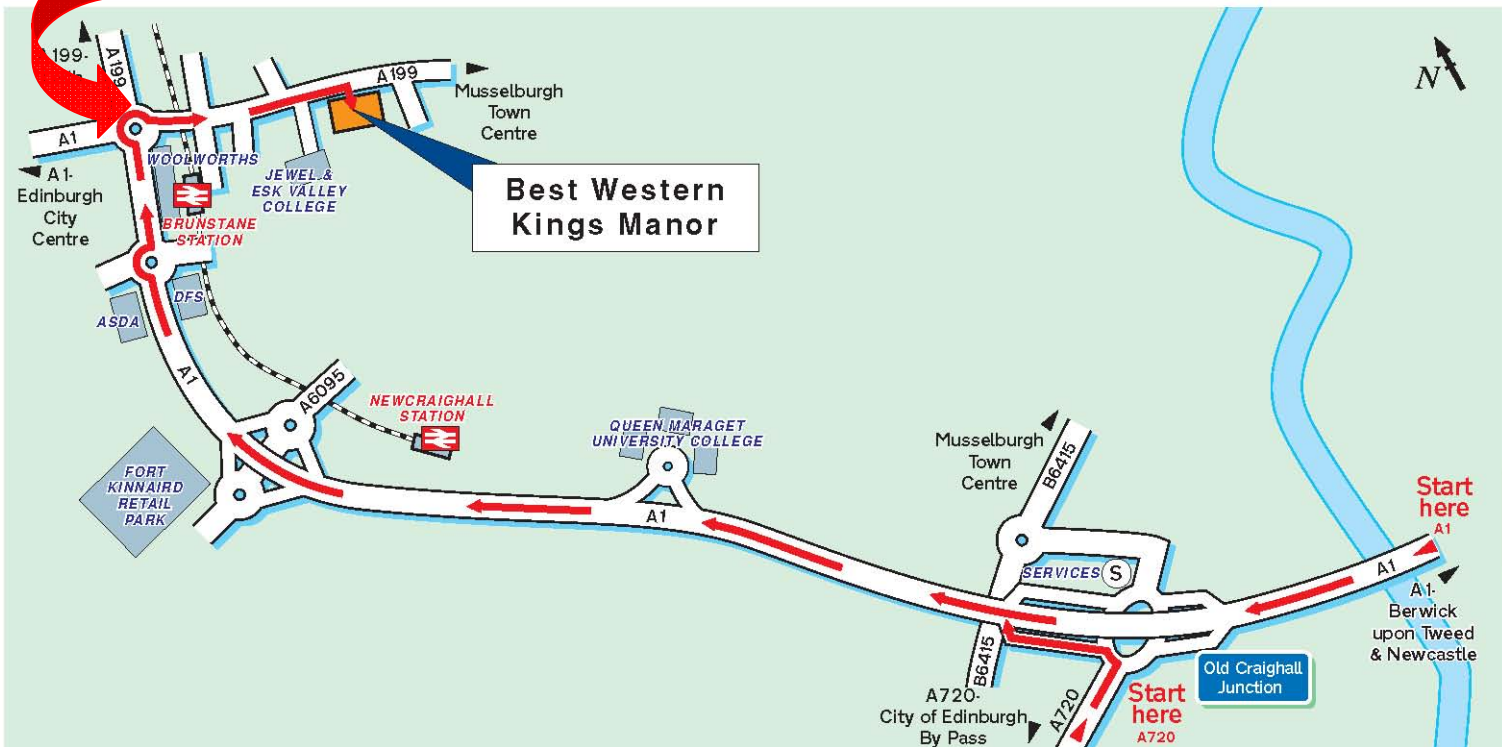 A199-
A199
A199
Musselburgh
Town
Centre
N
A1
A1-
Edinburgh
City
Centre
WOOLWORTHS
BRUNSTANE
STATION
JEWEL &
ESK VALLEY
COLLEGE
Best Western
Kings Manor
DFS
ASDA
A1
A6095
NEWCRAIGHALL
STATION
FORT
KINNAIRD
RETAIL
PARK
QUEEN MARAGET
UNIVERSITY COLLEGE
A1
Musselburgh
Town
Centre
B6415
SERVICES S
Start
here
A1
A1
A1-
Berwick
upon Tweed
& Newcastle
B6415
Old Craighall
Junction
A720-
City of Edinburgh
By Pass
A720
Start
here
A720